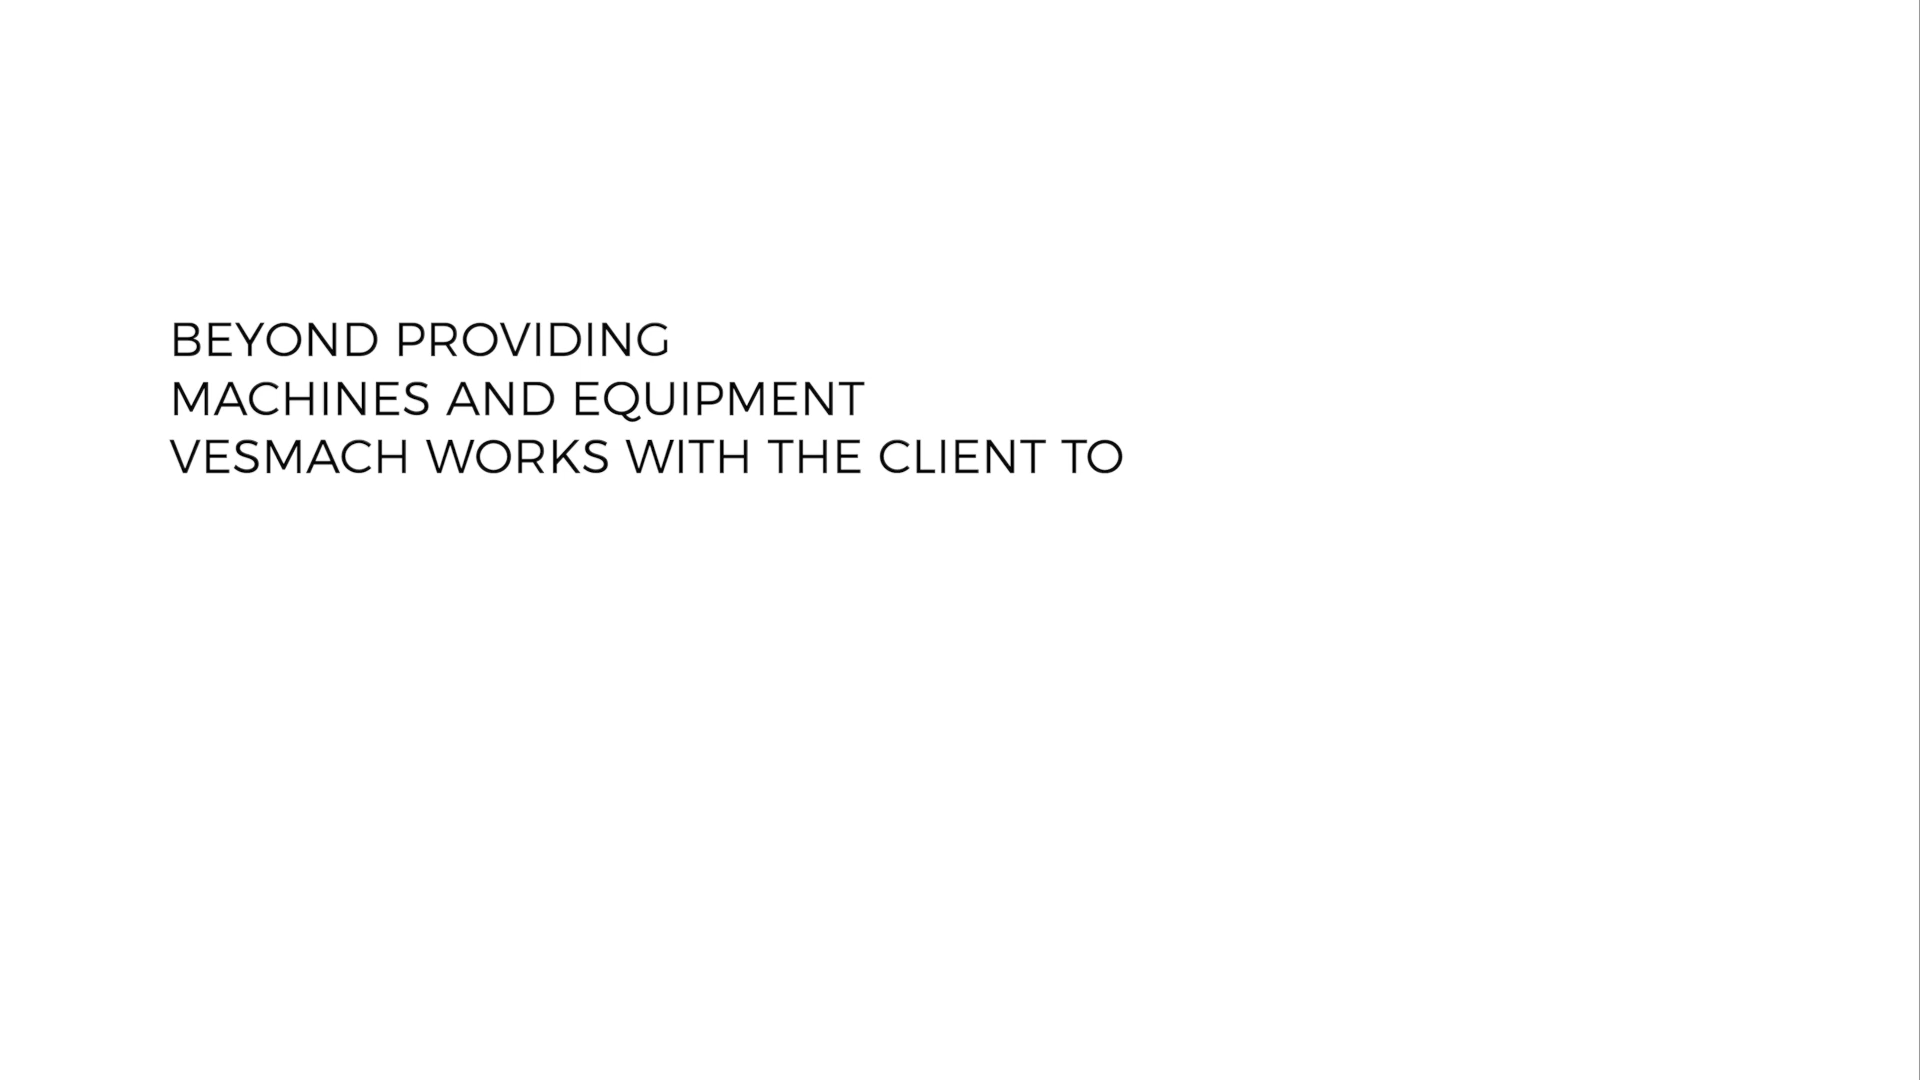 BEYOND PROVIDING
MACHINES AND EQUIPMENT
VESMACH WORKS WITH THE CLIENT TO